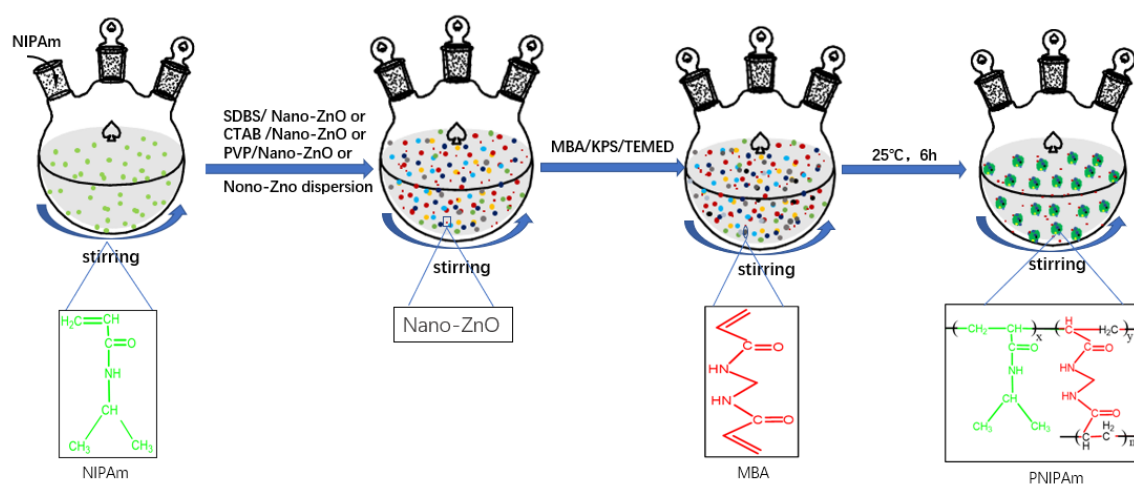 NIPAm
SDBS/ Nano-ZnO or
CTAB /Nano-ZnO or
PVP/Nano-ZnO or
Nono-Zno dispersion
MBA/KPS/TEMED
25℃, 6h
stirring
stirring
stirring
stirring
H₂C
CH
C
O
NH
CH
CH₃
CH₃
NIPAm
Nano-ZnO
C
O
HN
HN
C
O
MBA
CH₂
CH
x
H
C
H₂C
y
C
O
C
O
NH
HN
CH
HN
CH₃
CH₃
C
O
H₂
C
C
H
n
PNIPAm